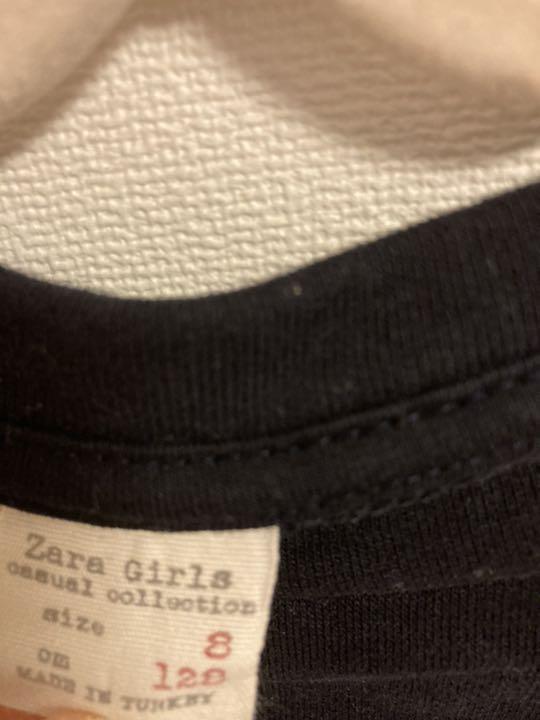 Zara Girls
casual collection
size 8
cm 128
MADE IN TURKEY